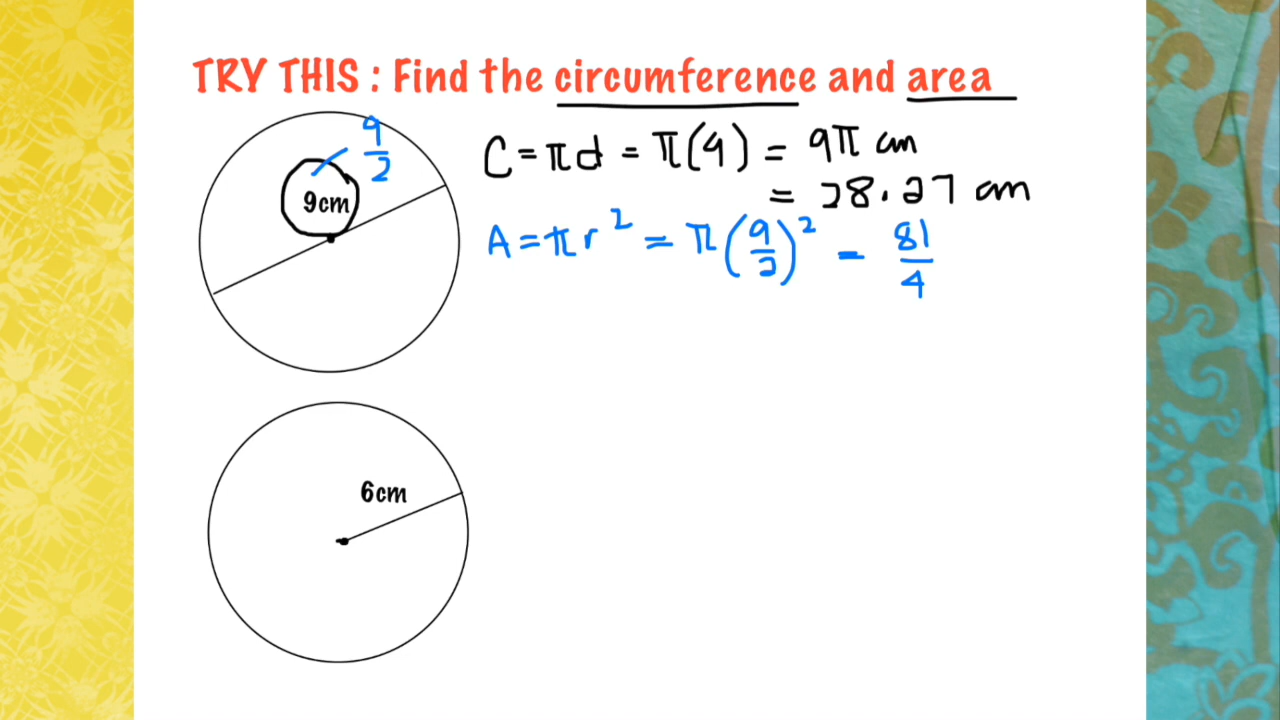 TRY THIS : Find the circumference and area
9/2
9cm
C = πd = π(9) = 9π cm
= 28.27 cm
A = πr² = π(9/2)² = 81/4
6cm